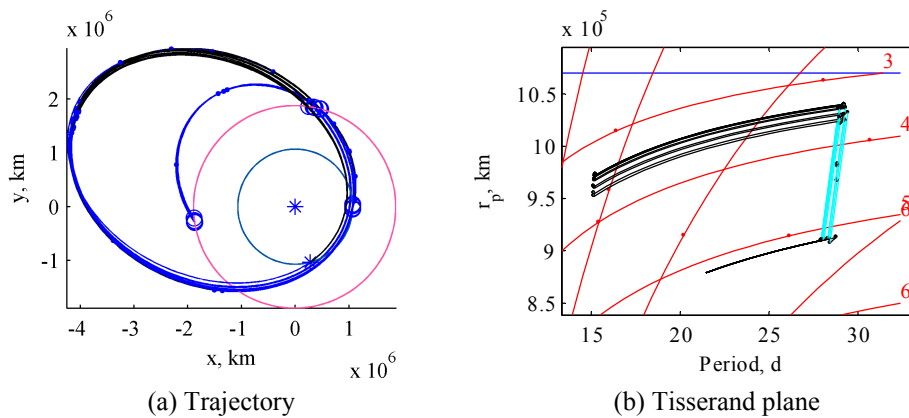 x 10^6
2
1
0
-1
y, km
-4 -3 -2 -1 0 1
x, km
x 10^6
(a) Trajectory
x 10^5
10.5
10
9.5
9
8.5
r_p, km
3
4
5
6
6
15 20 25 30
Period, d
(b) Tisserand plane